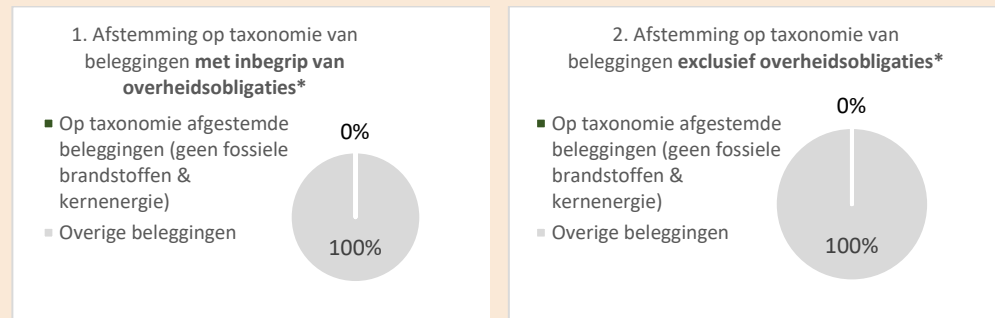 1. Afstemming op taxonomie van
beleggingen met inbegrip van
overheidsobligaties*
Op taxonomie afgestemde
beleggingen (geen fossiele
brandstoffen &
kernenergie)
Overige beleggingen
0%
100%
2. Afstemming op taxonomie van
beleggingen exclusief overheidsobligaties*
Op taxonomie afgestemde
beleggingen (geen fossiele
brandstoffen &
kernenergie)
Overige beleggingen
0%
100%